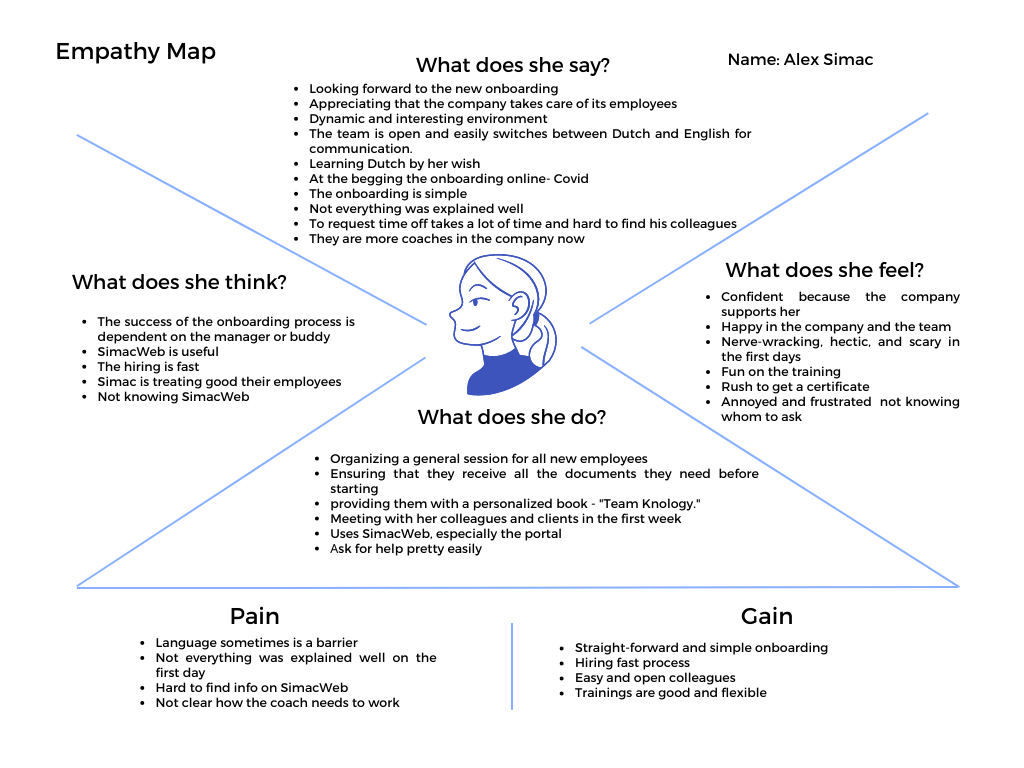 Empathy Map
Name: Alex Simac
What does she say?
• Looking forward to the new onboarding
• Appreciating that the company takes care of its employees
• Dynamic and interesting environment
• The team is open and easily switches between Dutch and English for
communication.
• Learning Dutch by her wish
• At the begging the onboarding online- Covid
• The onboarding is simple
• Not everything was explained well
• To request time off takes a lot of time and hard to find his colleagues
• They are more coaches in the company now
What does she think?
• The success of the onboarding process is
dependent on the manager or buddy
• SimacWeb is useful
• The hiring is fast
• Simac is treating good their employees
• Not knowing SimacWeb
What does she feel?
• Confident because the company
supports her
• Happy in the company and the team
• Nerve-wracking, hectic, and scary in
the first days
• Fun on the training
• Rush to get a certificate
• Annoyed and frustrated not knowing
whom to ask
What does she do?
• Organizing a general session for all new employees
• Ensuring that they receive all the documents they need before
starting
• providing them with a personalized book - "Team Knology."
• Meeting with her colleagues and clients in the first week
• Uses SimacWeb, especially the portal
• Ask for help pretty easily
Pain
• Language sometimes is a barrier
• Not everything was explained well on the
first day
• Hard to find info on SimacWeb
• Not clear how the coach needs to work
Gain
• Straight-forward and simple onboarding
• Hiring fast process
• Easy and open colleagues
• Trainings are good and flexible